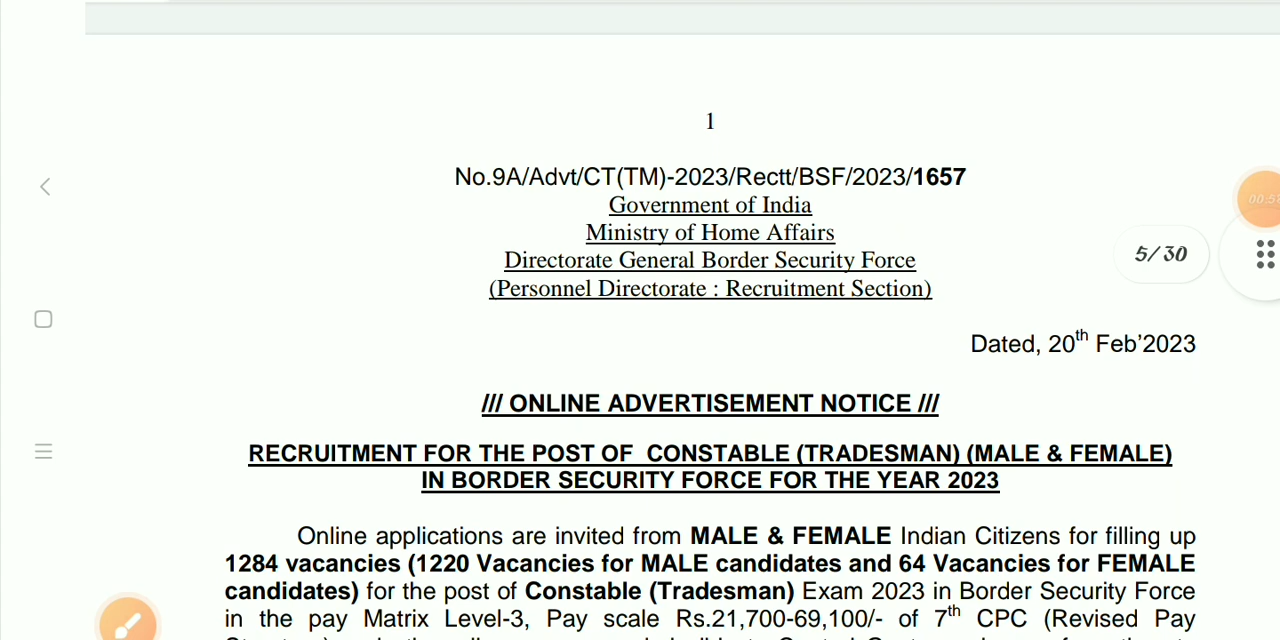 1
No.9A/Advt/CT(TM)-2023/Rectt/BSF/2023/1657
Government of India
Ministry of Home Affairs
Directorate General Border Security Force
(Personnel Directorate : Recruitment Section)
5/30
Dated, 20th Feb’2023
/// ONLINE ADVERTISEMENT NOTICE ///
RECRUITMENT FOR THE POST OF CONSTABLE (TRADESMAN) (MALE & FEMALE)
IN BORDER SECURITY FORCE FOR THE YEAR 2023
Online applications are invited from MALE & FEMALE Indian Citizens for filling up
1284 vacancies (1220 Vacancies for MALE candidates and 64 Vacancies for FEMALE
candidates) for the post of Constable (Tradesman) Exam 2023 in Border Security Force
in the pay Matrix Level-3, Pay scale Rs.21,700-69,100/- of 7th CPC (Revised Pay